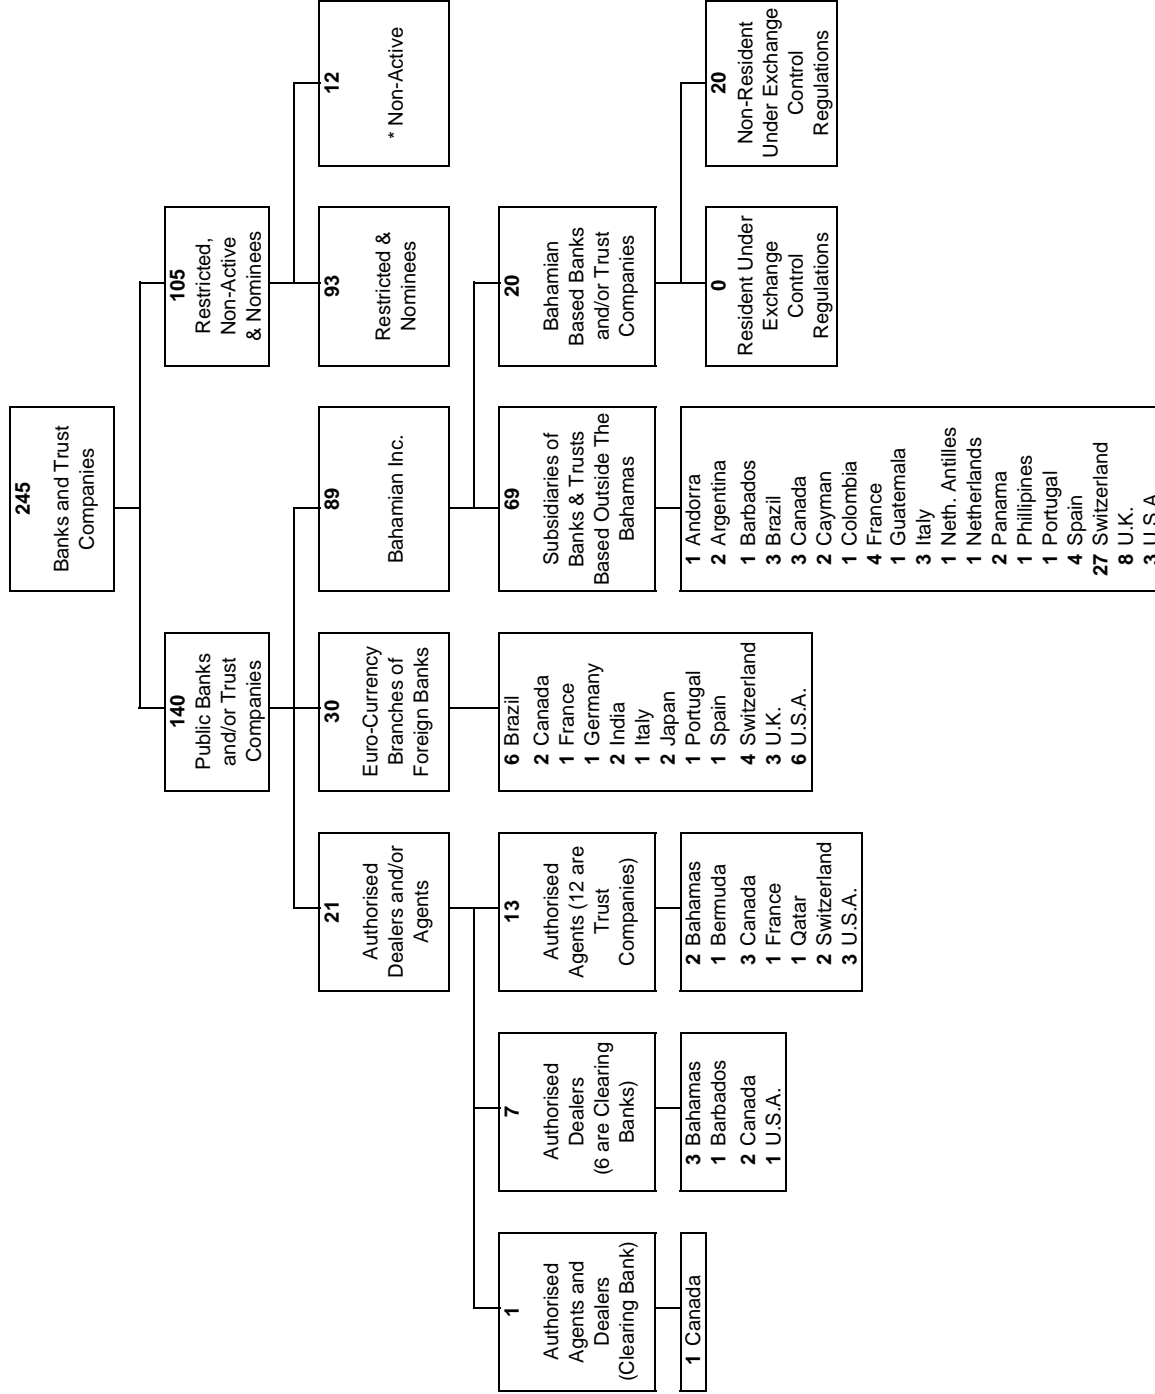 245
Banks and Trust
Companies
140
Public Banks
and/or Trust
Companies
105
Restricted,
Non-Active
& Nominees
21
Authorised
Dealers and/or
Agents
30
Euro-Currency
Branches of
Foreign Banks
89
Bahamian Inc.
93
Restricted &
Nominees
12
* Non-Active
1
Authorised
Agents and
Dealers
(Clearing Bank)
7
Authorised
Dealers
(6 are Clearing
Banks)
13
Authorised
Agents (12 are
Trust
Companies)
6 Brazil
2 Canada
1 France
1 Germany
2 India
1 Italy
2 Japan
1 Portugal
1 Spain
4 Switzerland
3 U.K.
6 U.S.A.
69
Subsidiaries of
Banks & Trusts
Based Outside The
Bahamas
20
Bahamian
Based Banks
and/or Trust
Companies
1 Canada
3 Bahamas
1 Barbados
2 Canada
1 U.S.A.
2 Bahamas
1 Bermuda
3 Canada
1 France
1 Qatar
2 Switzerland
3 U.S.A.
1 Andorra
2 Argentina
1 Barbados
3 Brazil
3 Canada
2 Cayman
1 Colombia
4 France
1 Guatemala
3 Italy
1 Neth. Antilles
1 Netherlands
2 Panama
1 Phillipines
1 Portugal
4 Spain
27 Switzerland
8 U.K.
3 U.S.A
0
Resident Under
Exchange
Control
Regulations
20
Non-Resident
Under Exchange
Control
Regulations